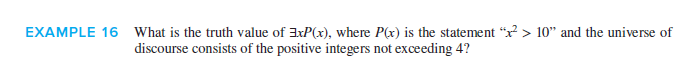 EXAMPLE 16 What is the truth value of ∃xP(x), where P(x) is the statement “x² > 10” and the universe of
discourse consists of the positive integers not exceeding 4?